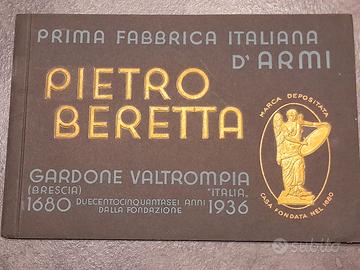 PRIMA FABBRICA ITALIANA
D'ARMI
PIETRO
BERETTA
MARCA DEPOSITATA
CASA FONDATA NEL 1680
GARDONE VALTROMPIA
(BRESCIA) "ITALIA"
1680 DUECENTOCINQUANTASEI ANNI DALLA FONDAZIONE 1936
subito